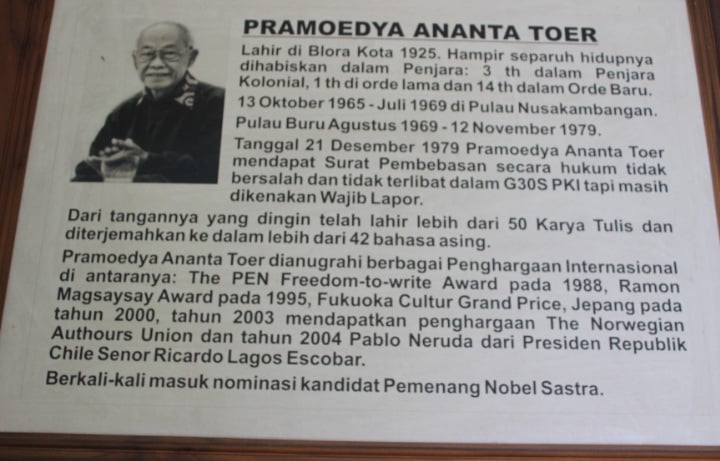 PRAMOEDYA ANANTA TOER
Lahir di Blora Kota 1925. Hampir separuh hidupnya
dihabiskan dalam Penjara: 3 th dalam Penjara
Kolonial, 1 th di orde lama dan 14 th dalam Orde Baru.
13 Oktober 1965 - Juli 1969 di Pulau Nusakambangan.
Pulau Buru Agustus 1969 - 12 November 1979.
Tanggal 21 Desember 1979 Pramoedya Ananta Toer
mendapat Surat Pembebasan secara hukum tidak
bersalah dan tidak terlibat dalam G30S PKI tapi masih
dikenakan Wajib Lapor.
Dari tangannya yang dingin telah lahir lebih dari 50 Karya Tulis dan
diterjemahkan ke dalam lebih dari 42 bahasa asing.
Pramoedya Ananta Toer dianugrahi berbagai Penghargaan Internasional
di antaranya: The PEN Freedom-to-write Award pada 1988, Ramon
Magsaysay Award pada 1995, Fukuoka Cultur Grand Price, Jepang pada
tahun 2000, tahun 2003 mendapatkan penghargaan The Norwegian
Authours Union dan tahun 2004 Pablo Neruda dari Presiden Republik
Chile Senor Ricardo Lagos Escobar.
Berkali-kali masuk nominasi kandidat Pemenang Nobel Sastra.